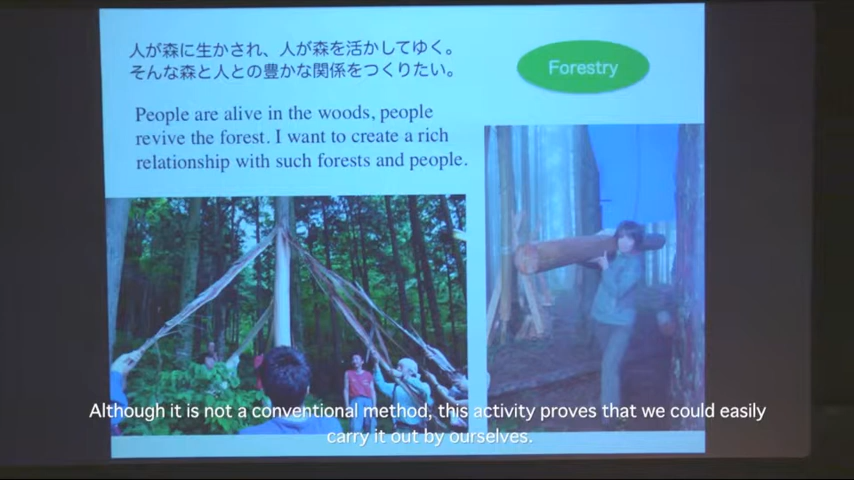 人が森に生かされ、人が森を活かしてゆく。
そんな森と人との豊かな関係をつくりたい。
Forestry
People are alive in the woods, people
revive the forest. I want to create a rich
relationship with such forests and people.
Although it is not a conventional method, this activity proves that we could easily
carry it out by ourselves.